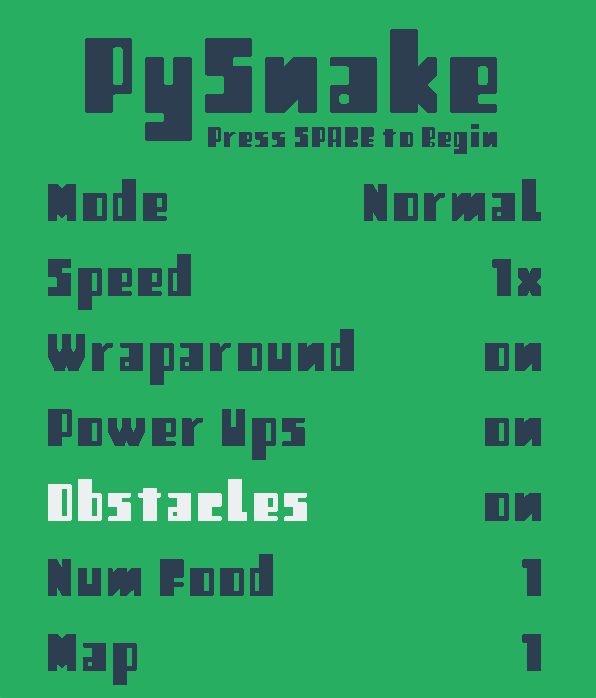 PySnake
Press SPACE to Begin
Mode Normal
Speed 1x
Wraparound on
Power Ups on
Obstacles on
Num Food 1
Map 1